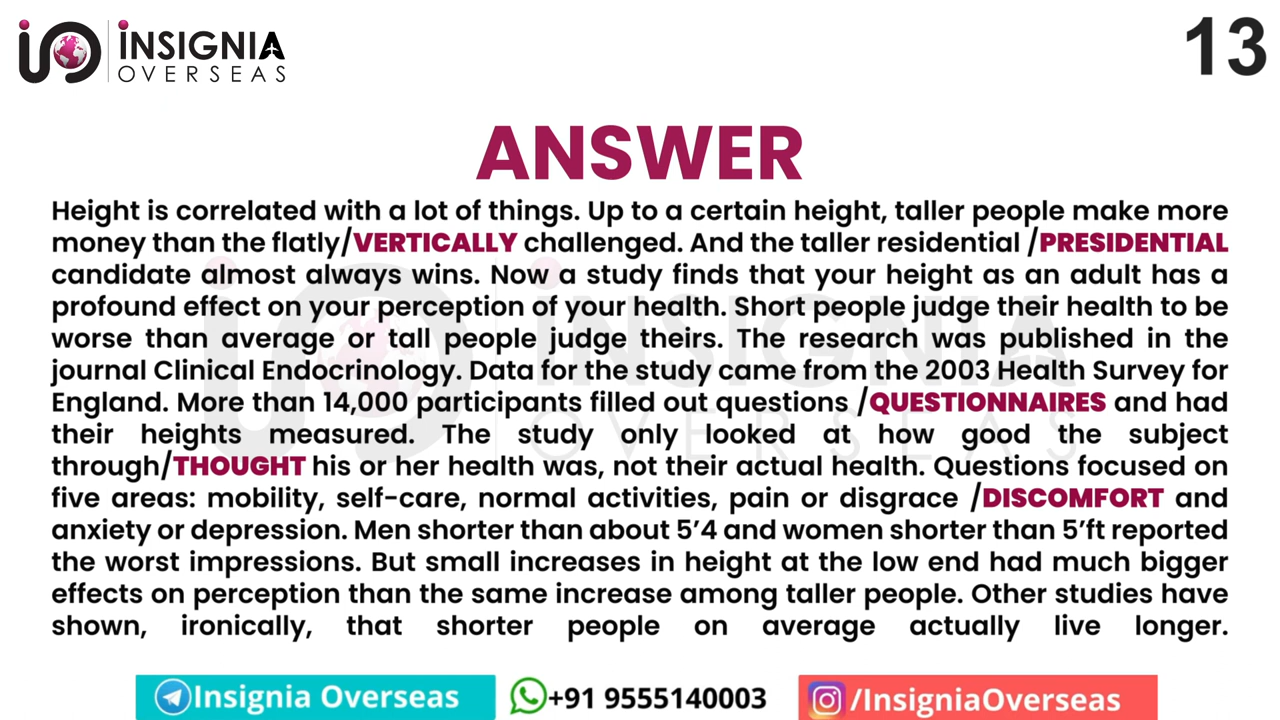 iNSIGNIA
OVERSEAS
13
ANSWER
Height is correlated with a lot of things. Up to a certain height, taller people make more
money than the flatly/VERTICALLY challenged. And the taller residential /PRESIDENTIAL
candidate almost always wins. Now a study finds that your height as an adult has a
profound effect on your perception of your health. Short people judge their health to be
worse than average or tall people judge theirs. The research was published in the
journal Clinical Endocrinology. Data for the study came from the 2003 Health Survey for
England. More than 14,000 participants filled out questions /QUESTIONNAIRES and had
their heights measured. The study only looked at how good the subject
through/THOUGHT his or her health was, not their actual health. Questions focused on
five areas: mobility, self-care, normal activities, pain or disgrace /DISCOMFORT and
anxiety or depression. Men shorter than about 5’4 and women shorter than 5’ft reported
the worst impressions. But small increases in height at the low end had much bigger
effects on perception than the same increase among taller people. Other studies have
shown, ironically, that shorter people on average actually live longer.
Insignia Overseas
+91 9555140003
/InsigniaOverseas